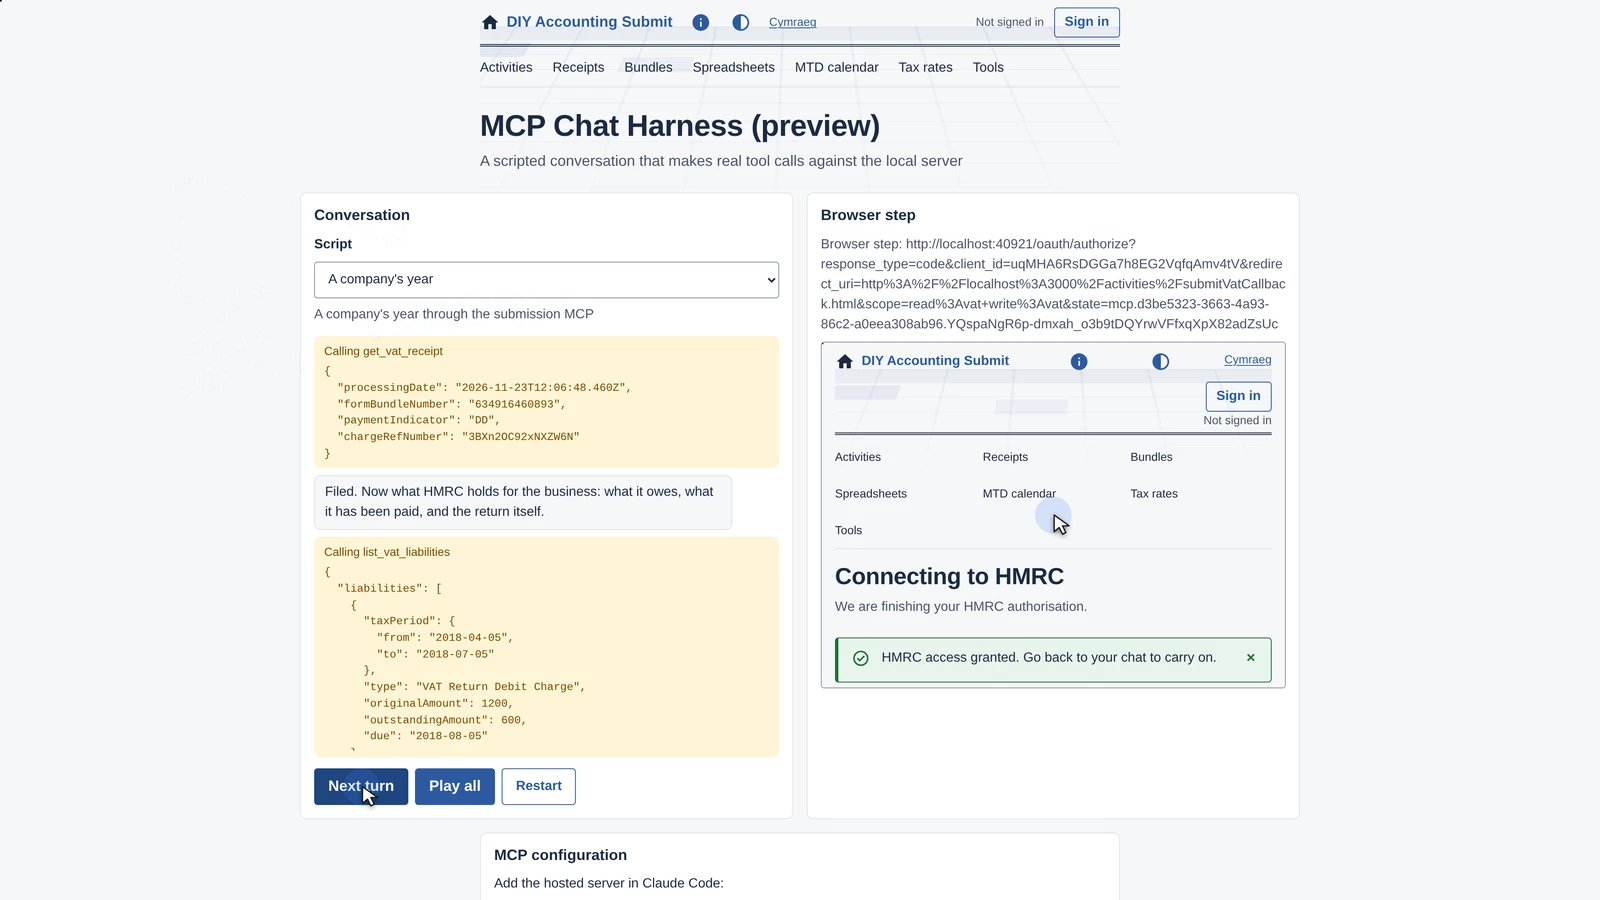 DIY Accounting Submit
Cymraeg
Not signed in
Sign in
Activities
Receipts
Bundles
Spreadsheets
MTD calendar
Tax rates
Tools
MCP Chat Harness (preview)
A scripted conversation that makes real tool calls against the local server
Conversation
Script
A company's year
A company's year through the submission MCP
Calling get_vat_receipt
{
"processingDate": "2026-11-23T12:06:48.460Z",
"formBundleNumber": "634916460893",
"paymentIndicator": "DD",
"chargeRefNumber": "3BXn2OC92xNXZW6N"
}
Filed. Now what HMRC holds for the business: what it owes, what
it has been paid, and the return itself.
Calling list_vat_liabilities
{
"liabilities": [
{
"taxPeriod": {
"from": "2018-04-05",
"to": "2018-07-05"
},
"type": "VAT Return Debit Charge",
"originalAmount": 1200,
"outstandingAmount": 600,
"due": "2018-08-05"
Next turn
Play all
Restart
Browser step
Browser step: http://localhost:40921/oauth/authorize?
response_type=code&client_id=uqMHA6RsDGGa7h8EG2VqfqAmv4tV&redire
ct_uri=http%3A%2F%2Flocalhost%3A3000%2Factivities%2FsubmitVatCallbac
k.html&scope=read%3Avat+write%3Avat&state=mcp.d3be5323-3663-4a93-
86c2-a0eea308ab96.YQspaNgR6p-dmxah_o3b9tDQYrwVFfxqXpX82adZsUc
DIY Accounting Submit
Cymraeg
Sign in
Not signed in
Activities
Receipts
Bundles
Spreadsheets
MTD calendar
Tax rates
Tools
Connecting to HMRC
We are finishing your HMRC authorisation.
HMRC access granted. Go back to your chat to carry on.
MCP configuration
Add the hosted server in Claude Code: